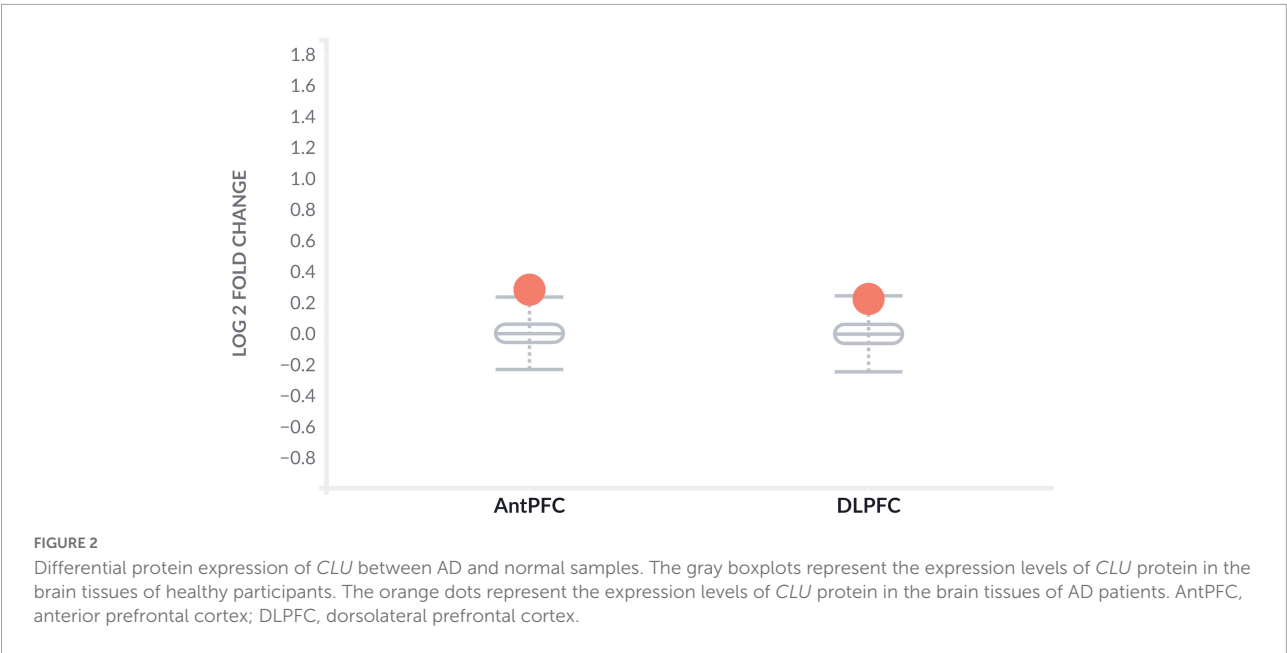 1.8
1.6
1.4
1.2
1.0
0.8
0.6
0.4
0.2
0.0
−0.2
−0.4
−0.6
−0.8
LOG 2 FOLD CHANGE
AntPFC
DLPFC
FIGURE 2
Differential protein expression of CLU between AD and normal samples. The gray boxplots represent the expression levels of CLU protein in the
brain tissues of healthy participants. The orange dots represent the expression levels of CLU protein in the brain tissues of AD patients. AntPFC,
anterior prefrontal cortex; DLPFC, dorsolateral prefrontal cortex.